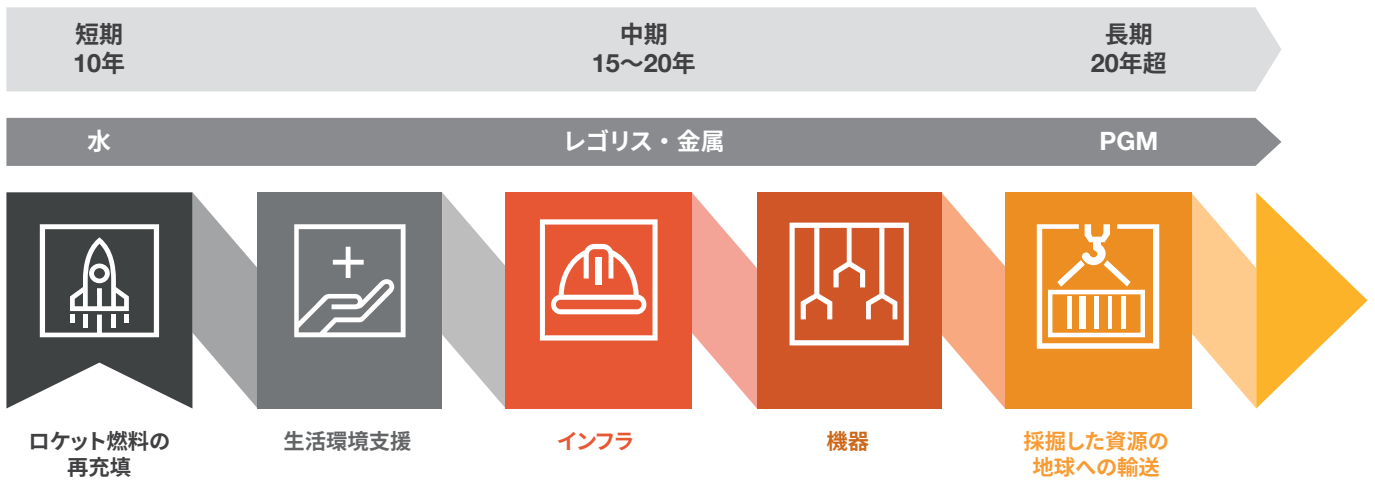 短期
10年
中期
15〜20年
長期
20年超
水
レゴリス・金属
PGM
ロケット燃料の
再充填
生活環境支援
インフラ
機器
採掘した資源の
地球への輸送